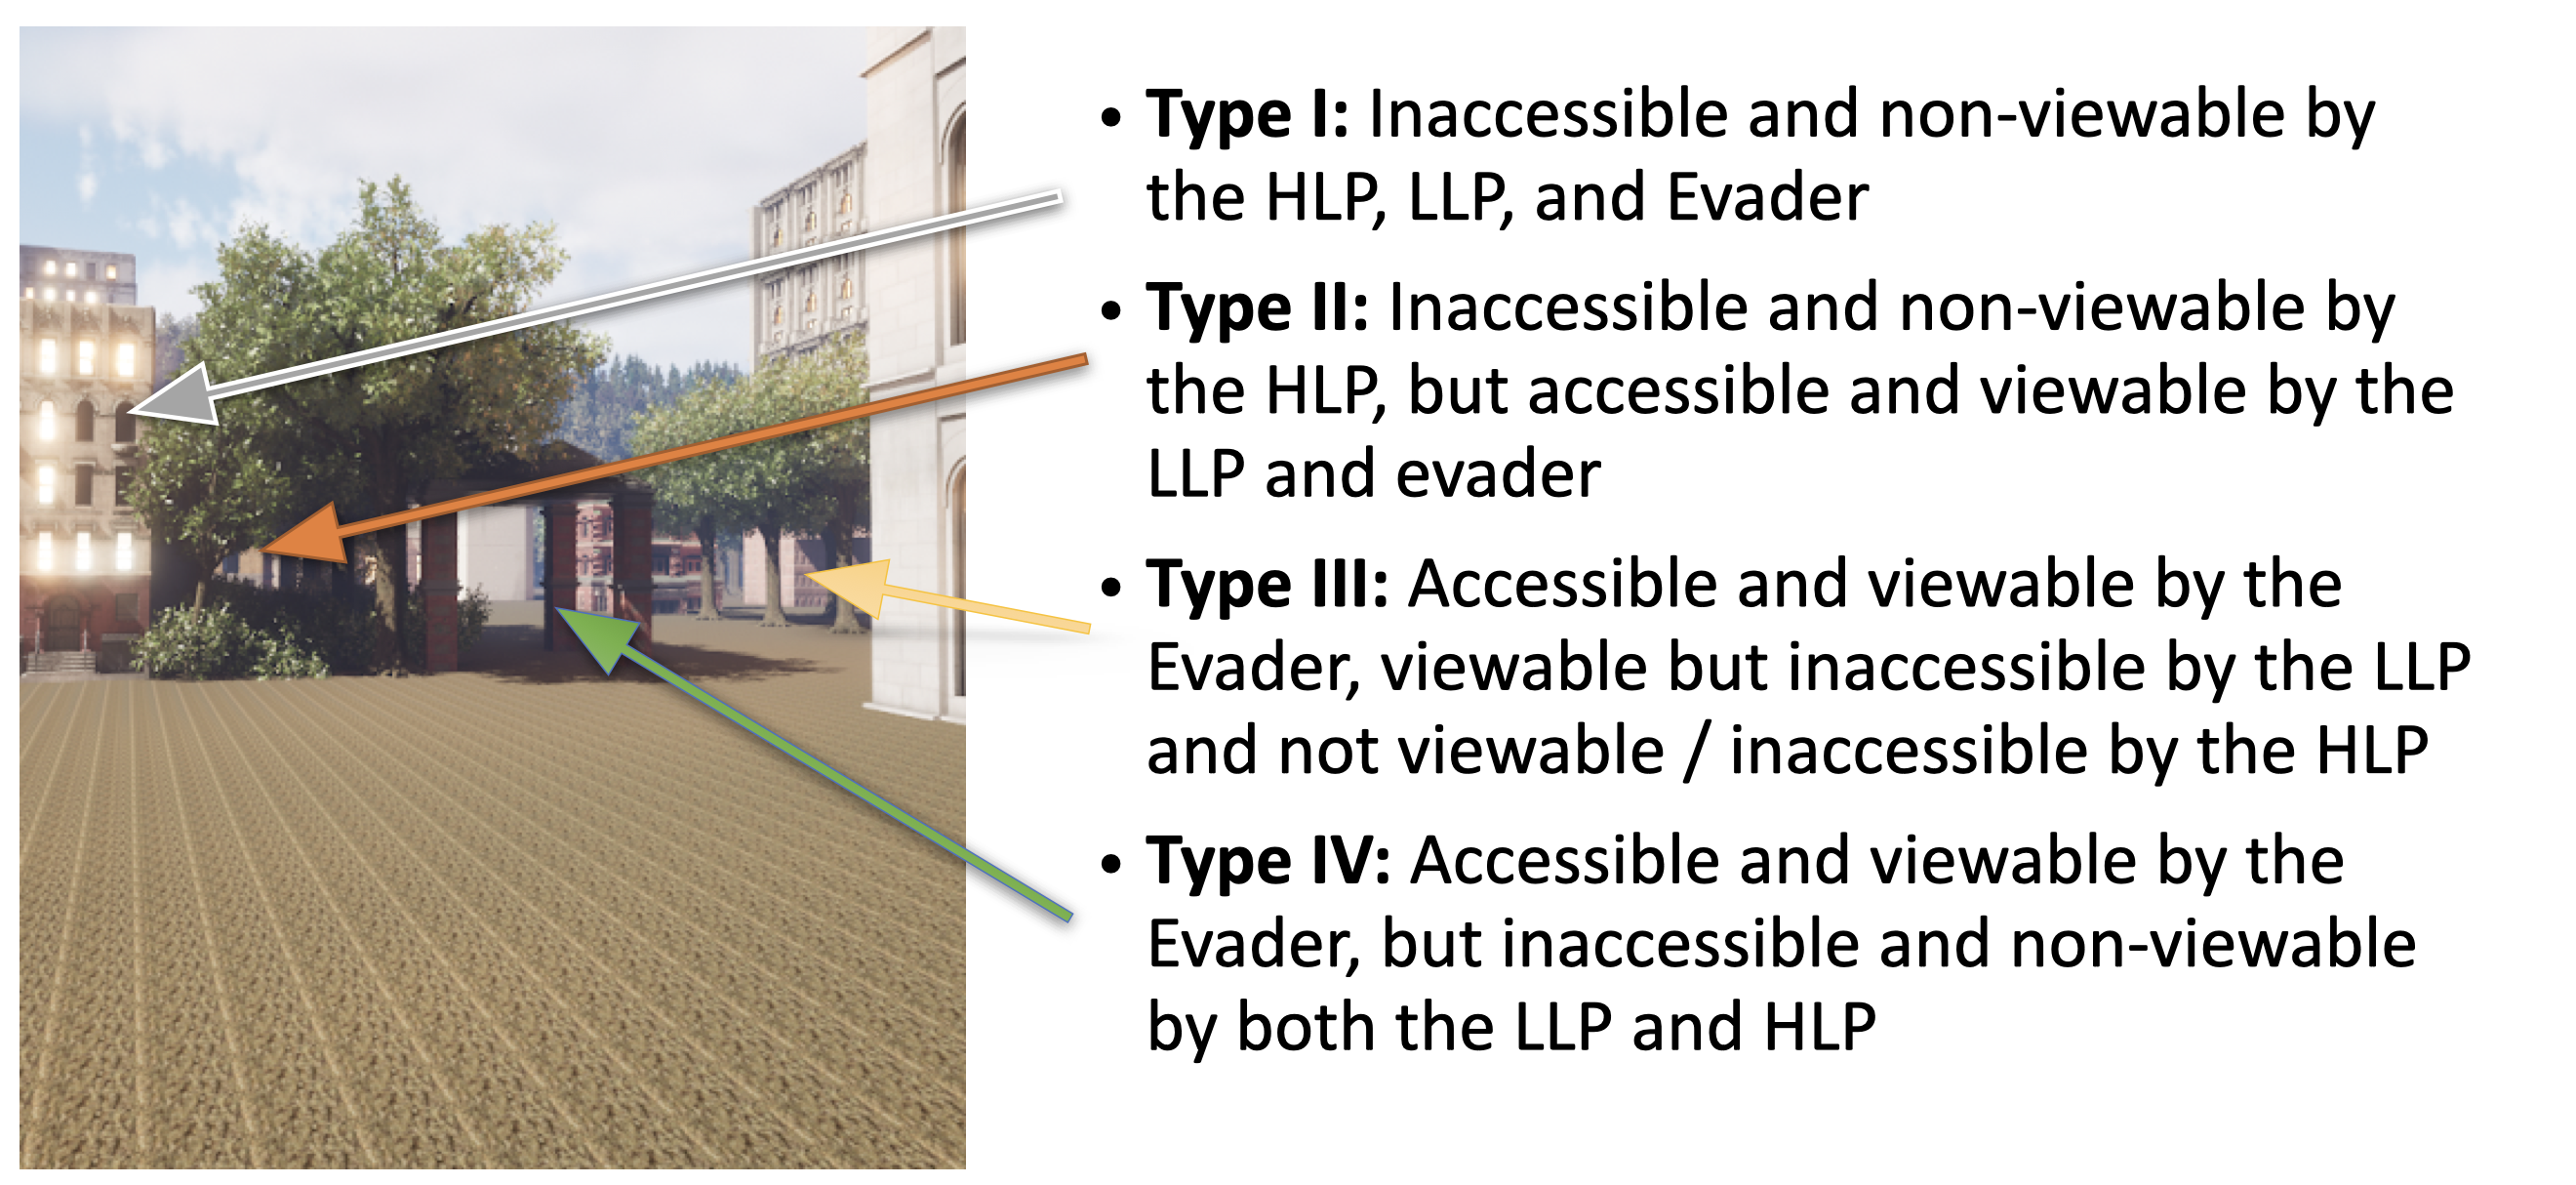 • Type I: Inaccessible and non-viewable by
the HLP, LLP, and Evader
• Type II: Inaccessible and non-viewable by
the HLP, but accessible and viewable by the
LLP and evader
• Type III: Accessible and viewable by the
Evader, viewable but inaccessible by the LLP
and not viewable / inaccessible by the HLP
• Type IV: Accessible and viewable by the
Evader, but inaccessible and non-viewable
by both the LLP and HLP